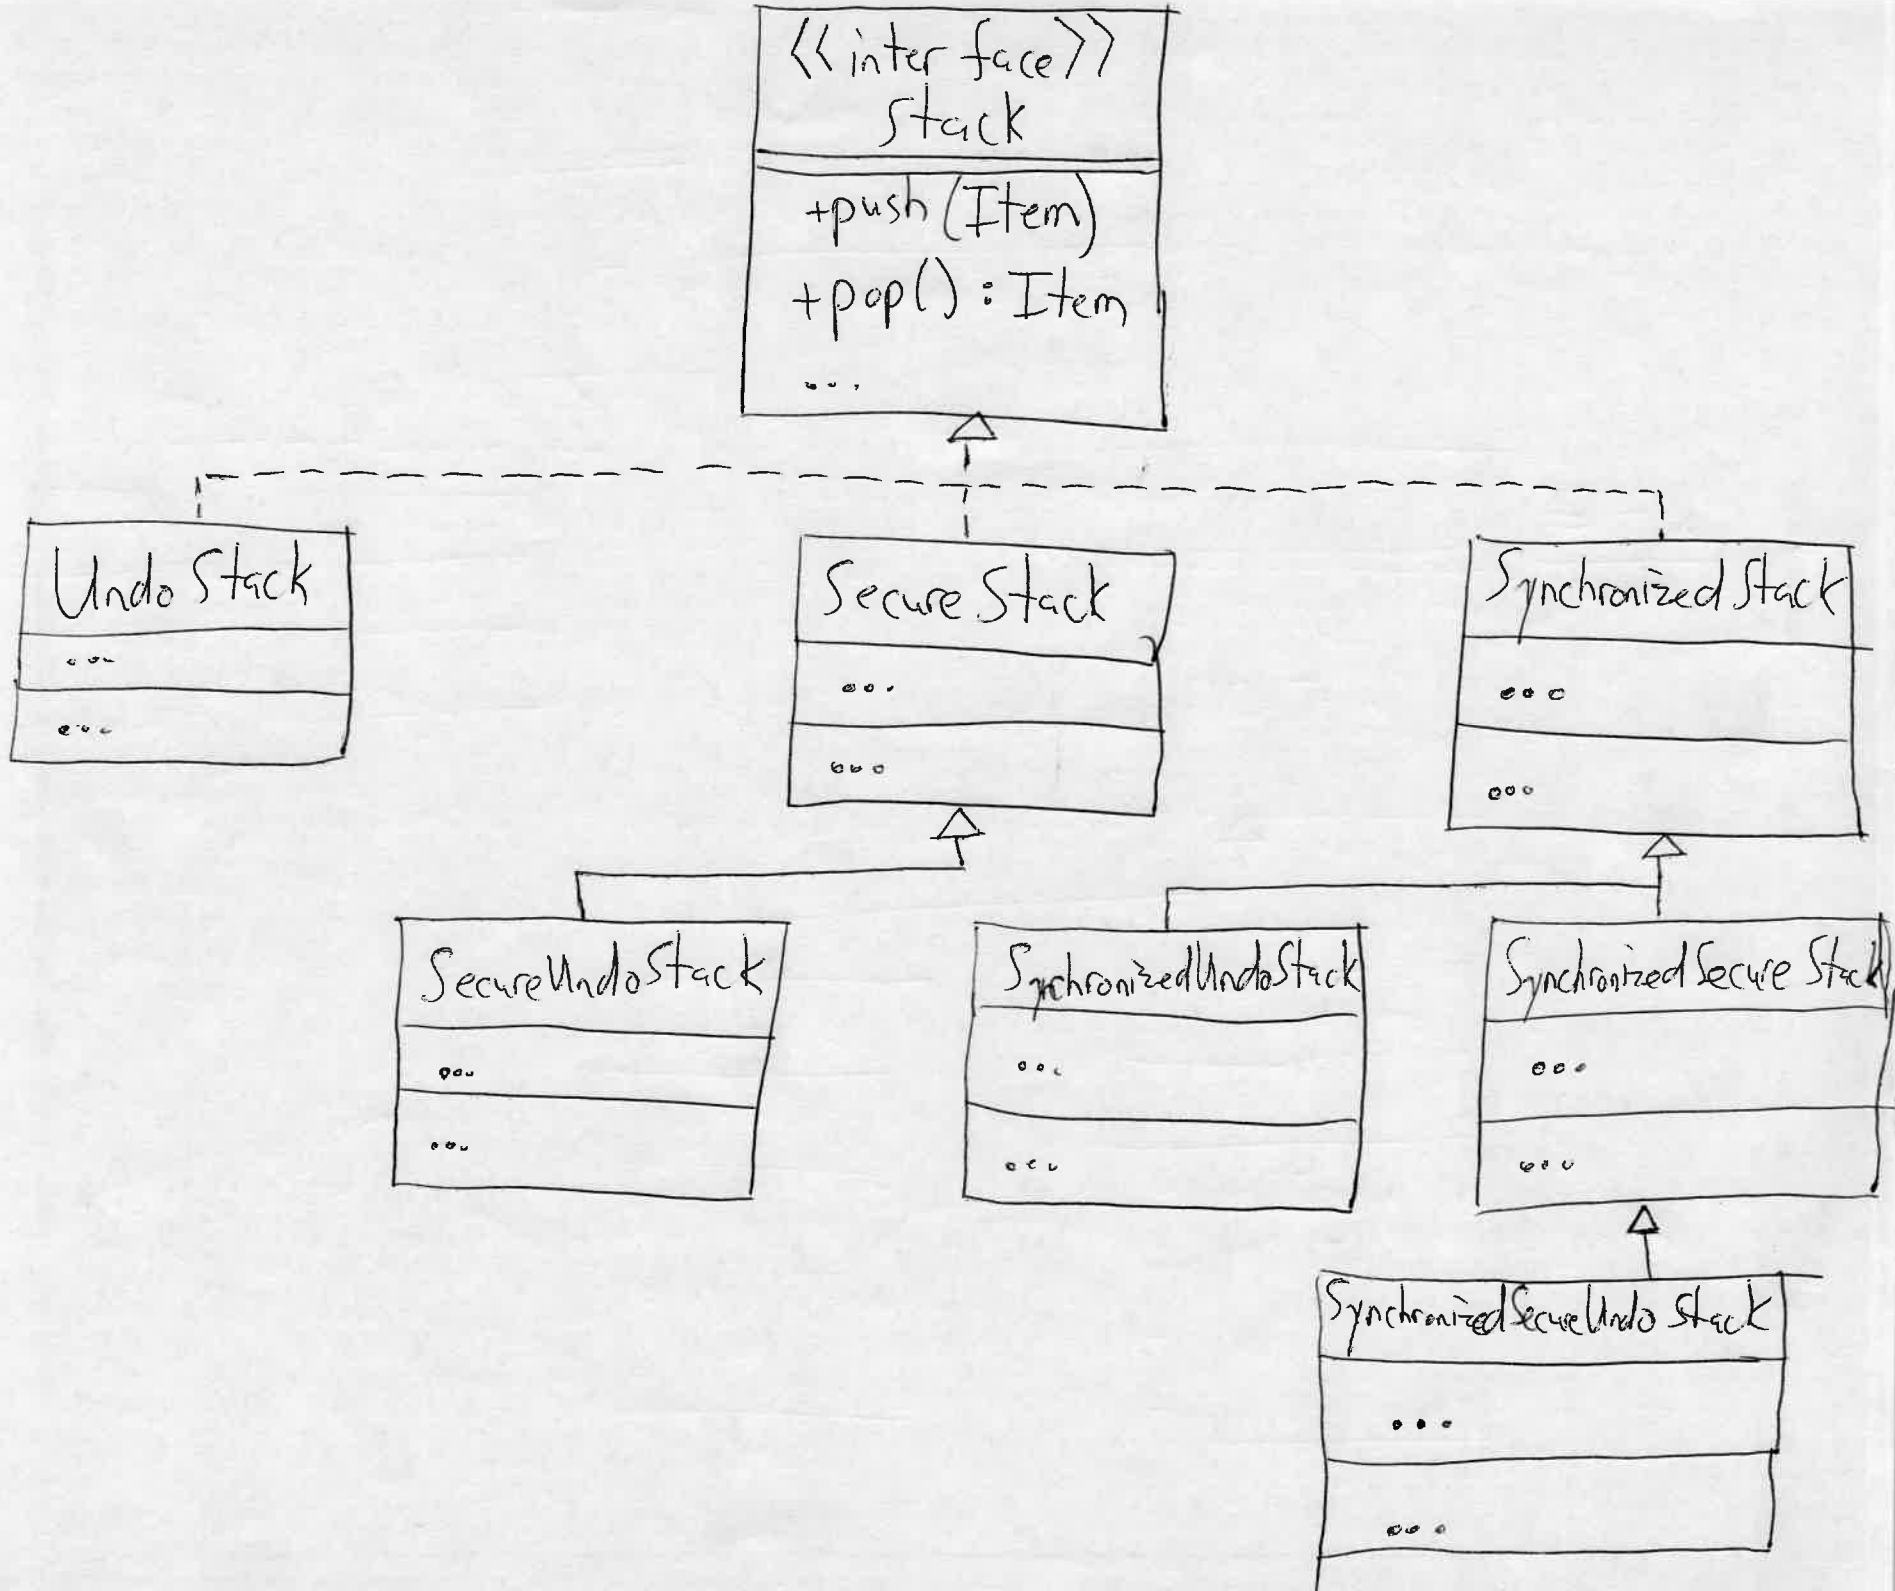 <<interface>>
Stack
+push(Item)
+pop() : Item
...
UndoStack
...
...
SecureStack
...
...
SynchronizedStack
...
...
SecureUndoStack
...
...
SynchronizedUndoStack
...
...
SynchronizedSecureStack
...
...
SynchronizedSecureUndoStack
...
...